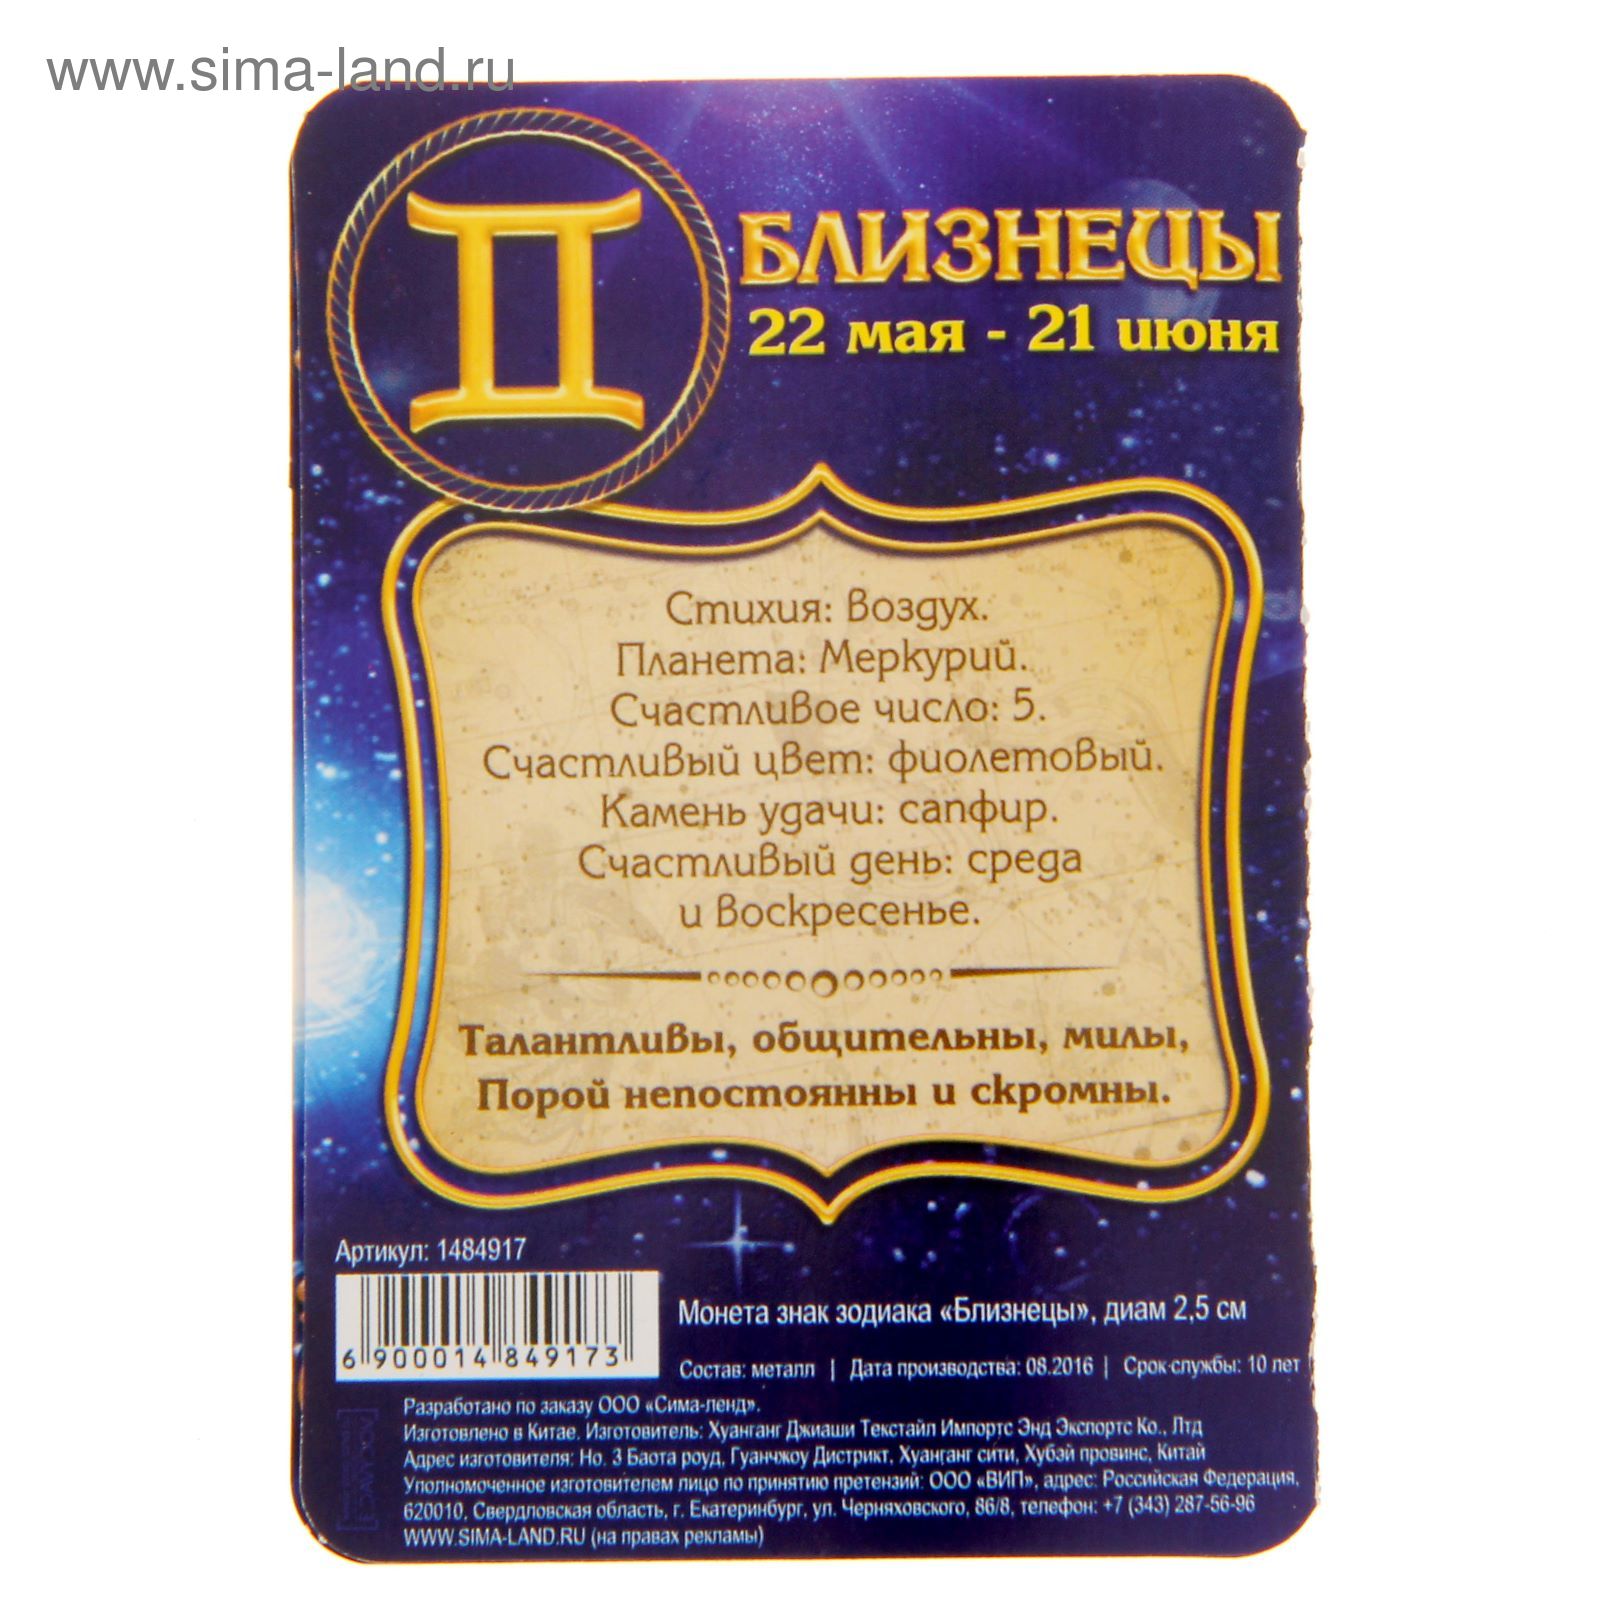 www.sima-land.ru
БЛИЗНЕЦЫ
22 мая - 21 июня
Стихия: воздух.
Планета: Меркурий.
Счастливое число: 5.
Счастливый цвет: фиолетовый.
Камень удачи: сапфир.
Счастливый день: среда
и воскресенье.
Талантливы, общительны, милы,
Порой непостоянны и скромны.
Артикул: 1484917
6 900014 849173
Монета знак зодиака «Близнецы», диам 2,5 см
Состав: металл | Дата производства: 08.2016 | Срок службы: 10 лет
Разработано по заказу ООО «Сима-ленд».
Изготовлено в Китае. Изготовитель: Хуанганг Джиаши Текстайл Импортс Энд Экспортс Ко., Лтд
Адрес изготовителя: Но. 3 Баота роуд, Гуанчжоу Дистрикт, Хуанганг сити, Хубэй провинс, Китай
Уполномоченное изготовителем лицо по принятию претензий: ООО «ВИП», адрес: Российская Федерация,
620010, Свердловская область, г. Екатеринбург, ул. Черняховского, 86/8, телефон: +7 (343) 287-56-96
WWW.SIMA-LAND.RU (на правах рекламы)